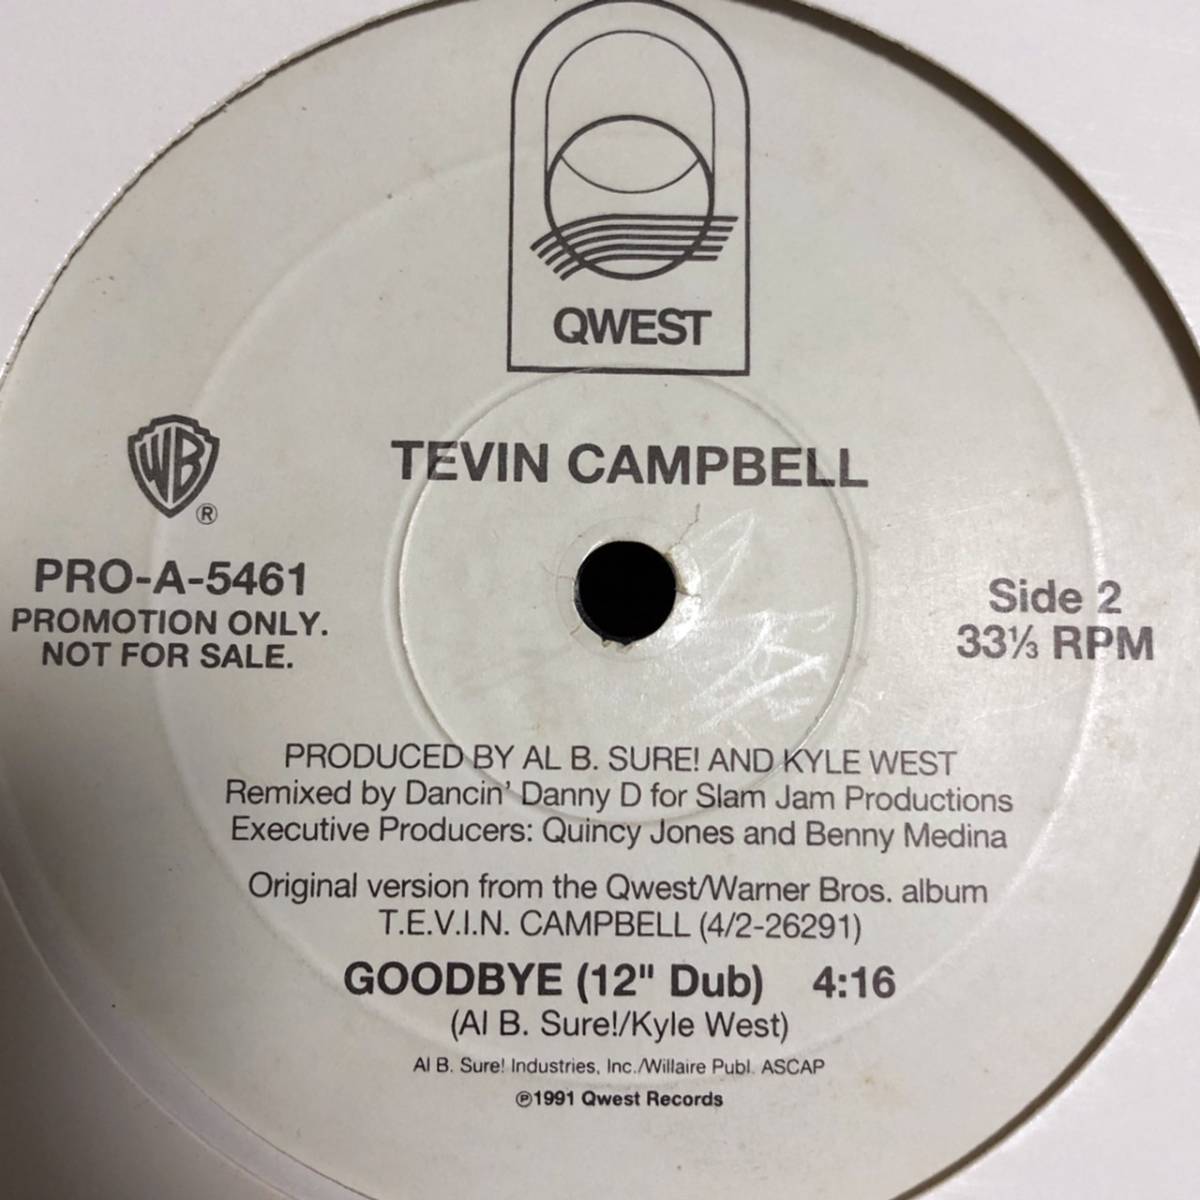 QWEST
TEVIN CAMPBELL
WB
®
PRO-A-5461
PROMOTION ONLY.
NOT FOR SALE.
Side 2
33⅓ RPM
PRODUCED BY AL B. SURE! AND KYLE WEST
Remixed by Dancin' Danny D for Slam Jam Productions
Executive Producers: Quincy Jones and Benny Medina
Original version from the Qwest/Warner Bros. album
T.E.V.I.N. CAMPBELL (4/2-26291)
GOODBYE (12" Dub) 4:16
(Al B. Sure!/Kyle West)
Al B. Sure! Industries, Inc./Willaire Publ. ASCAP
℗1991 Qwest Records